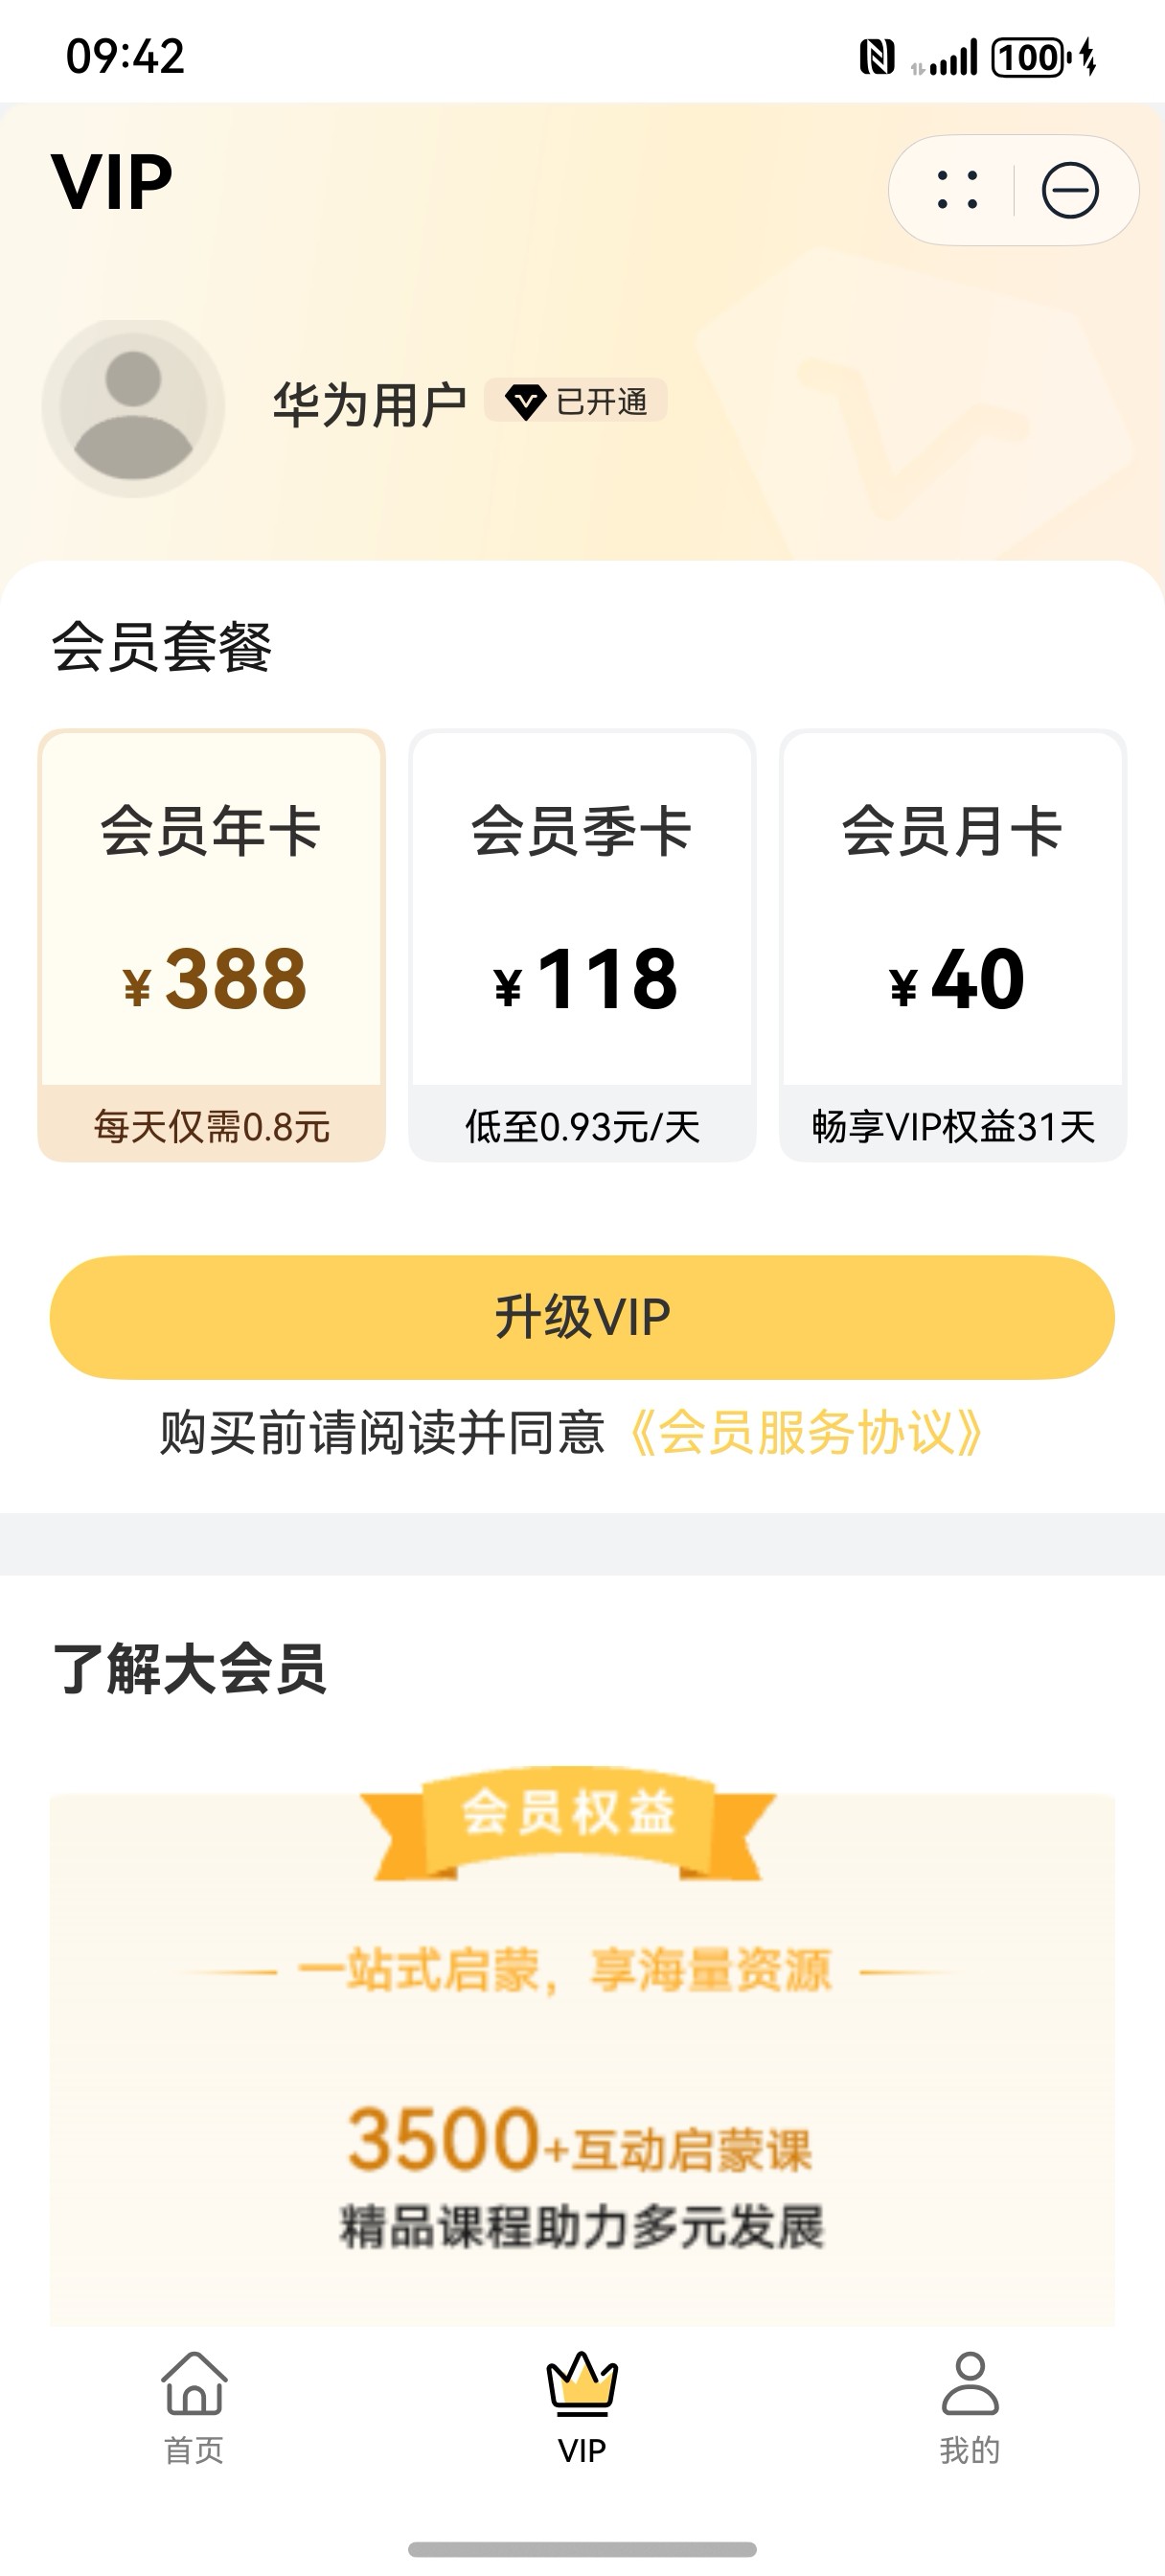 09:42
100
VIP
华为用户 已开通
会员套餐
会员年卡 会员季卡 会员月卡
¥388 ¥118 ¥40
每天仅需0.8元 低至0.93元/天 畅享VIP权益31天
升级VIP
购买前请阅读并同意《会员服务协议》
了解大会员
会员权益
一站式启蒙，享海量资源
3500+互动启蒙课
精品课程助力多元发展
首页 VIP 我的